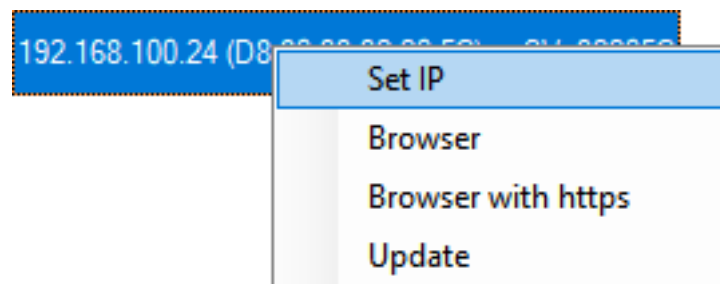 192.168.100.24 (D8
Set IP
Browser
Browser with https
Update